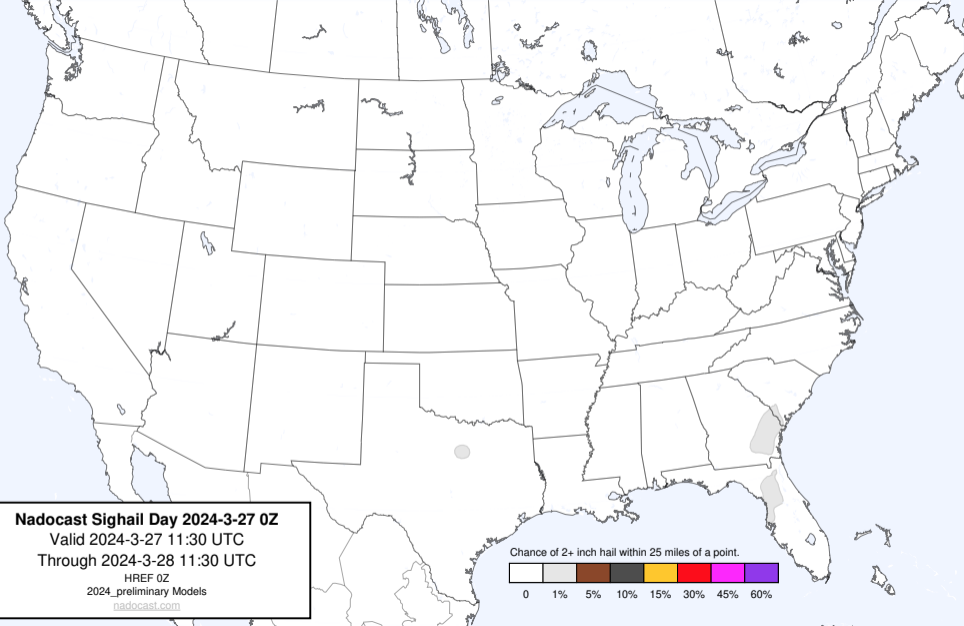 Nadocast Sighail Day 2024-3-27 0Z
Valid 2024-3-27 11:30 UTC
Through 2024-3-28 11:30 UTC
HREF 0Z
2024_preliminary Models
nadocast.com
Chance of 2+ inch hail within 25 miles of a point.
0 1% 5% 10% 15% 30% 45% 60%